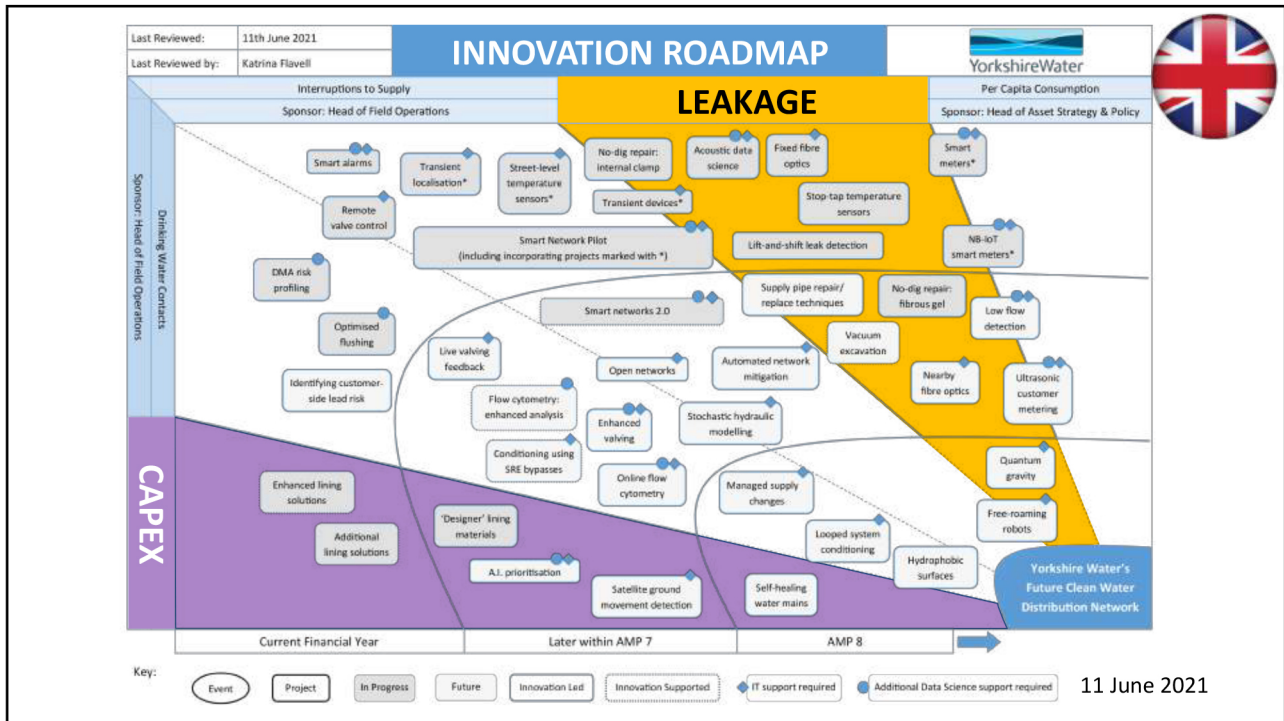 Last Reviewed: 11th June 2021
Last Reviewed by: Katrina Flavell
INNOVATION ROADMAP
YorkshireWater
Interruptions to Supply
Sponsor: Head of Field Operations
LEAKAGE
Per Capita Consumption
Sponsor: Head of Asset Strategy & Policy
Sponsor: Head of Field Operations
Drinking Water Contacts
CAPEX
Smart alarms
Transient
localisation*
Street-level
temperature
sensors*
No-dig repair:
internal clamp
Acoustic data
science
Fixed fibre
optics
Smart
meters*
Remote
valve control
Transient devices*
Stop-tap temperature
sensors
Smart Network Pilot
(including incorporating projects marked with *)
Lift-and-shift leak detection
NB-IoT
smart meters*
DMA risk
profiling
Supply pipe repair/
replace techniques
No-dig repair:
fibrous gel
Smart networks 2.0
Low flow
detection
Optimised
flushing
Live valving
feedback
Vacuum
excavation
Open networks
Automated network
mitigation
Nearby
fibre optics
Ultrasonic
customer
metering
Identifying customer-
side lead risk
Flow cytometry:
enhanced analysis
Enhanced
valving
Stochastic hydraulic
modelling
Conditioning using
SRE bypasses
Quantum
gravity
Enhanced lining
solutions
Online flow
cytometry
Managed supply
changes
Free-roaming
robots
Additional
lining solutions
'Designer' lining
materials
Looped system
conditioning
Hydrophobic
surfaces
A.I. prioritisation
Satellite ground
movement detection
Self-healing
water mains
Yorkshire Water's
Future Clean Water
Distribution Network
Current Financial Year
Later within AMP 7
AMP 8
Key:
Event
Project
In Progress
Future
Innovation Led
Innovation Supported
IT support required
Additional Data Science support required
11 June 2021